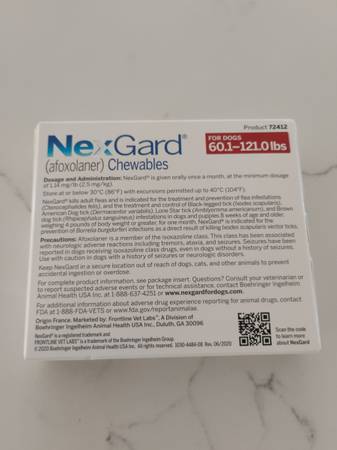 Product 72412
NexGard®
(afoxolaner) Chewables
FOR DOGS
60.1–121.0 lbs
Dosage and Administration: NexGard® is given orally once a month, at the minimum dosage
of 1.14 mg/lb (2.5 mg/kg).
Store at or below 30°C (86°F) with excursions permitted up to 40°C (104°F).
NexGard® kills adult fleas and is indicated for the treatment and prevention of flea infestations,
(Ctenocephalides felis), and the treatment and control of Black-legged tick (Ixodes scapularis),
American Dog tick (Dermacentor variabilis), Lone Star tick (Amblyomma americanum), and Brown
dog tick (Rhipicephalus sanguineus) infestations in dogs and puppies 8 weeks of age and older,
weighing 4 pounds of body weight or greater, for one month. NexGard® is indicated for the
prevention of Borrelia burgdorferi infections as a direct result of killing Ixodes scapularis vector ticks.
Precautions: Afoxolaner is a member of the isoxazoline class. This class has been associated
with neurologic adverse reactions including tremors, ataxia, and seizures. Seizures have been
reported in dogs receiving isoxazoline class drugs, even in dogs without a history of seizures.
Use with caution in dogs with a history of seizures or neurologic disorders.
Keep NexGard in a secure location out of reach of dogs, cats, and other animals to prevent
accidental ingestion or overdose.
For complete product information, see package insert. Questions? Consult your veterinarian or
to report suspected adverse events or for technical assistance, contact Boehringer Ingelheim
Animal Health USA Inc. at 1-888-637-4251 or www.nexgardfordogs.com.
For additional information about adverse drug experience reporting for animal drugs, contact
FDA at 1-888-FDA-VETS or www.fda.gov/reportanimalae.
Origin France. Marketed by: Frontline Vet Labs™, A Division of
Boehringer Ingelheim Animal Health USA Inc., Duluth, GA 30096
NexGard® is a registered trademark and
FRONTLINE VET LABS™ is a trademark of the Boehringer Ingelheim Group.
© 2020 Boehringer Ingelheim Animal Health USA Inc. All rights reserved. 1050-4484-08 Rev. 06/2020
Scan the code
to learn more
about NexGard